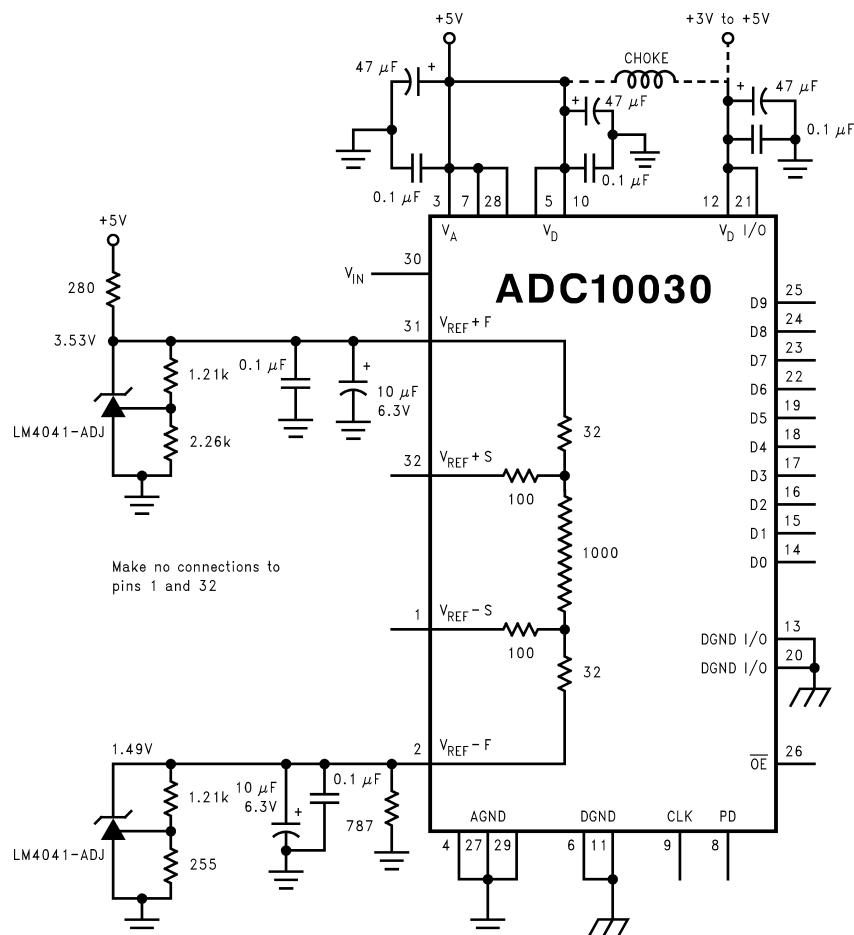 +5V
+3V to +5V
CHOKE
47 μF
+
+
47 μF
+
47 μF
0.1 μF
0.1 μF
0.1 μF
3
7
28
5
10
12
21
V_A
V_D
V_D I/O
+5V
280
3.53V
30
V_IN
ADC10030
31
V_REF+F
0.1 μF
+
10 μF
6.3V
1.21k
LM4041-ADJ
2.26k
32
32
V_REF+S
100
1000
Make no connections to
pins 1 and 32
1
V_REF-S
100
32
1.49V
2
V_REF-F
1.21k
10 μF
6.3V
+
0.1 μF
787
LM4041-ADJ
255
D9
25
D8
24
D7
23
D6
22
D5
19
D4
18
D3
17
D2
16
D1
15
D0
14
DGND I/O
13
DGND I/O
20
OE
26
AGND
DGND
CLK
PD
4
27
29
6
11
9
8